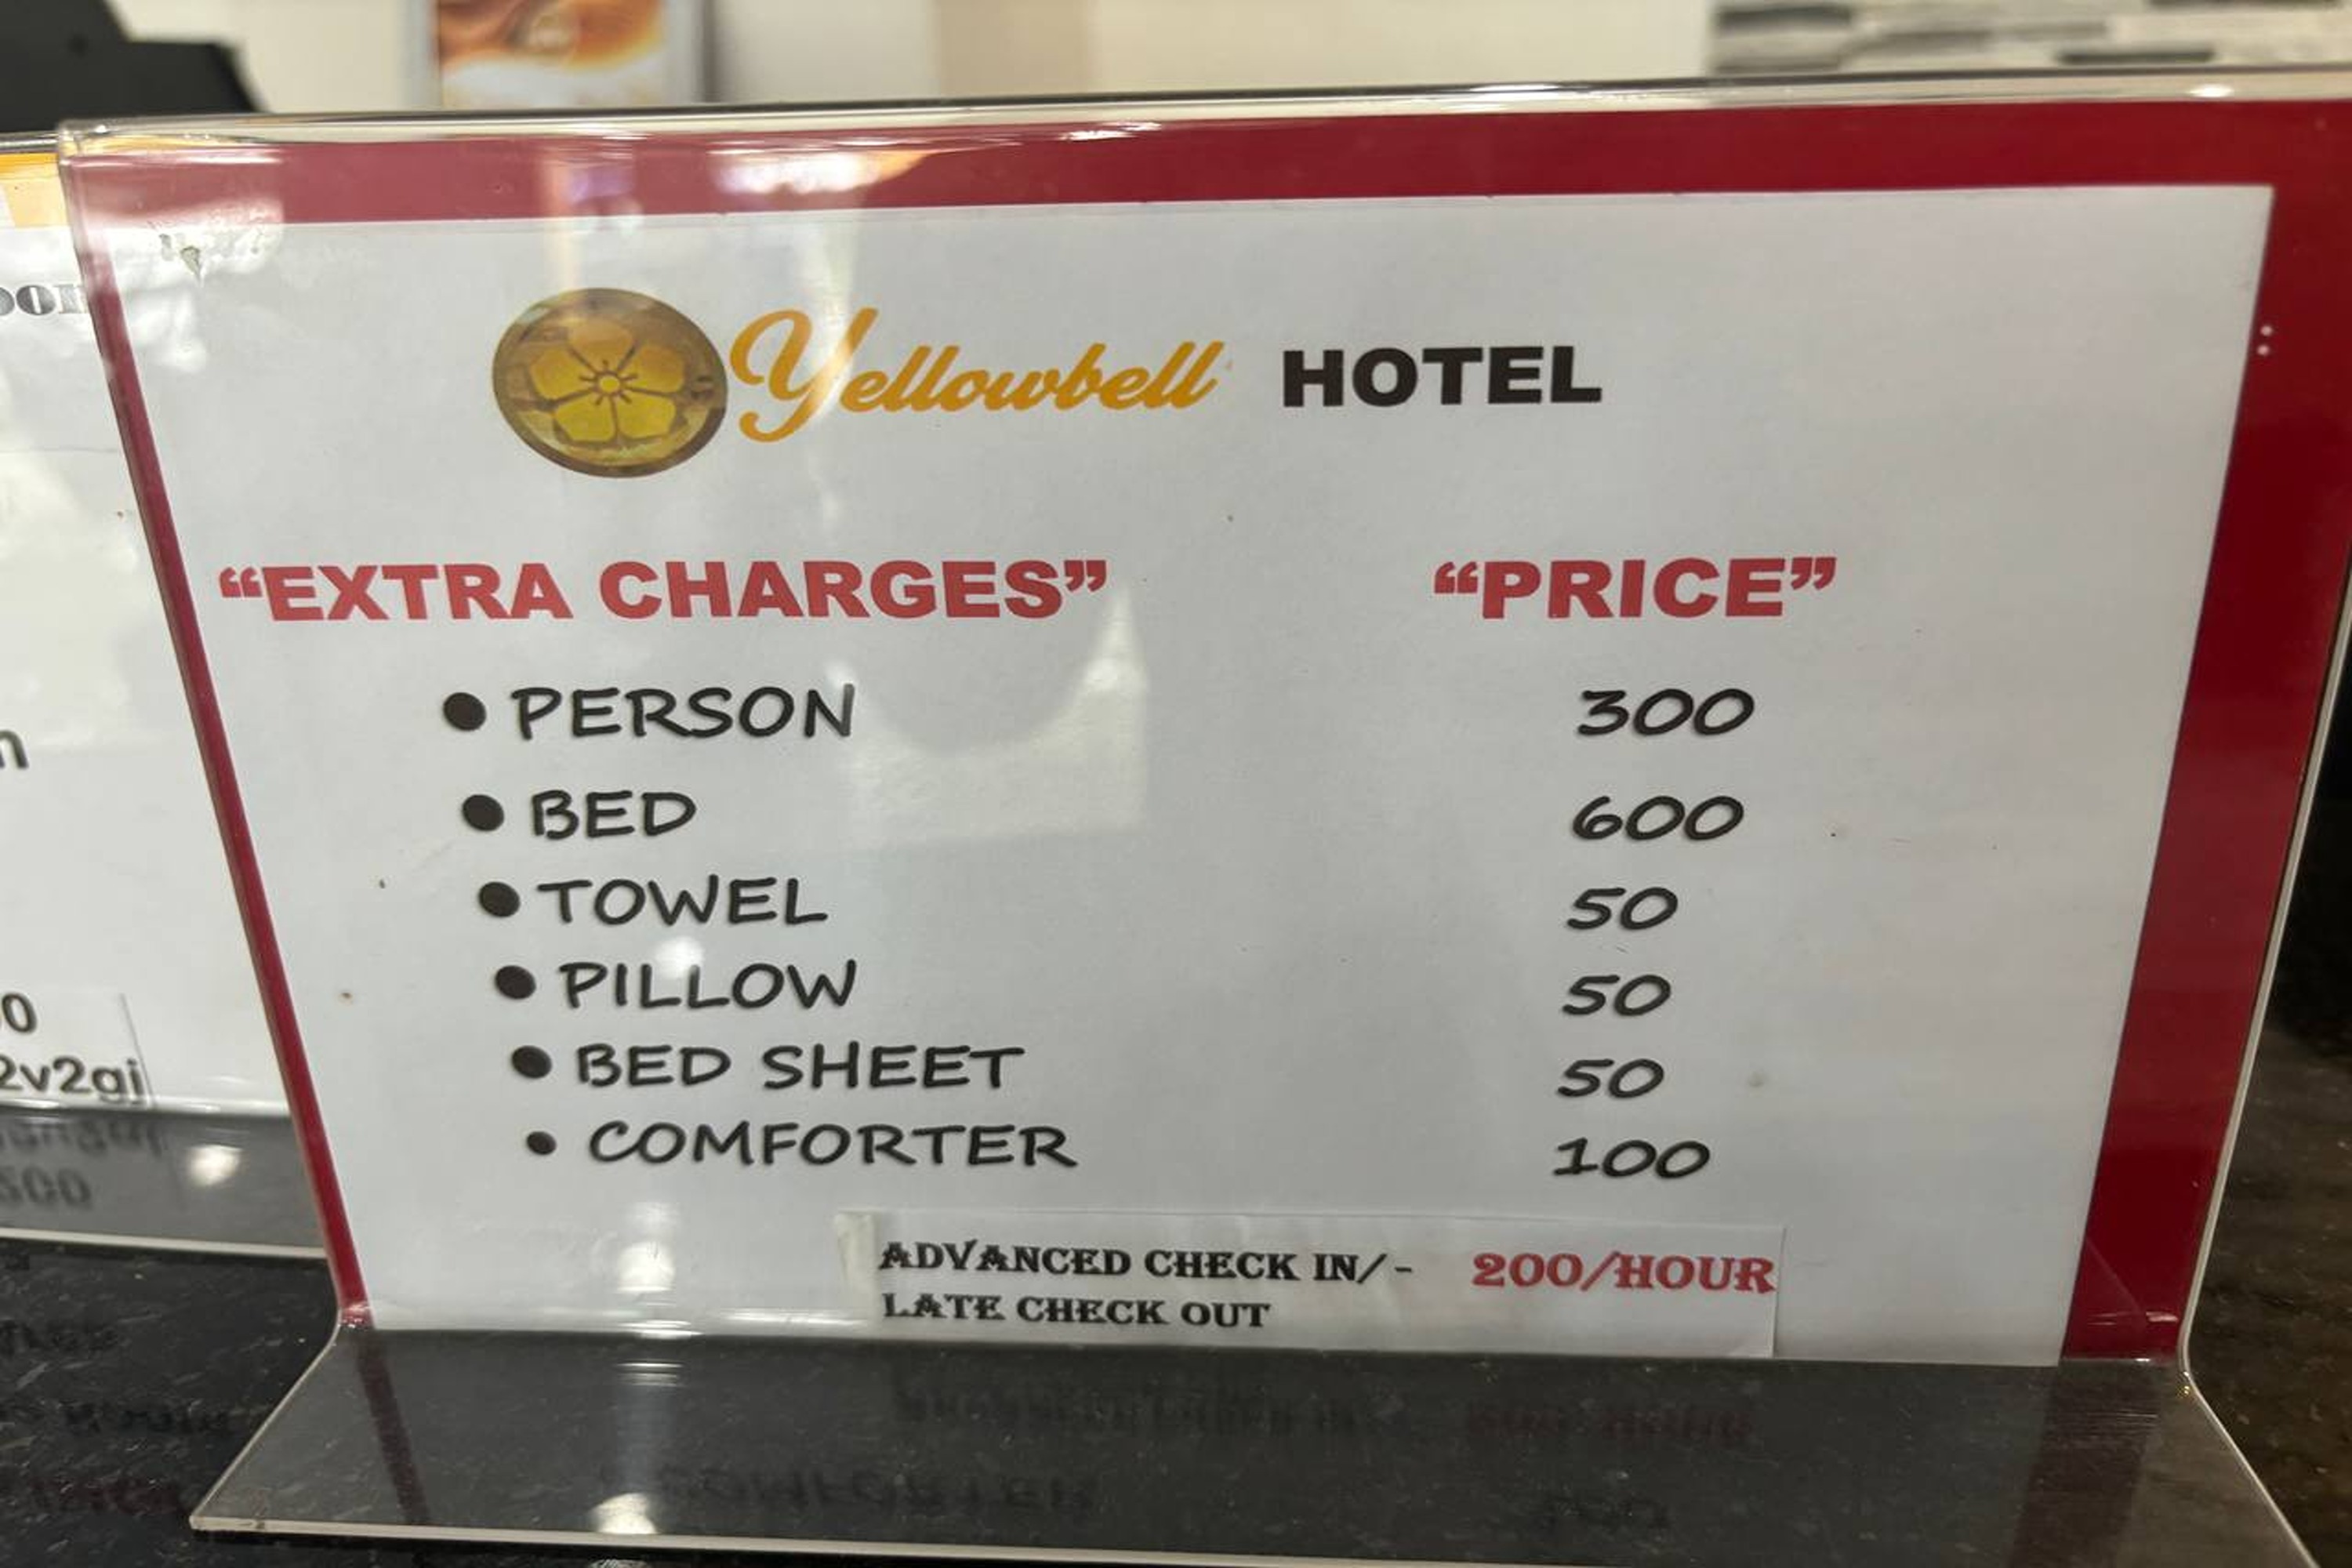 Yellowbell HOTEL
“EXTRA CHARGES” “PRICE”
• PERSON 300
• BED 600
• TOWEL 50
• PILLOW 50
• BED SHEET 50
• COMFORTER 100
ADVANCED CHECK IN/- 200/HOUR
LATE CHECK OUT
2v2gj